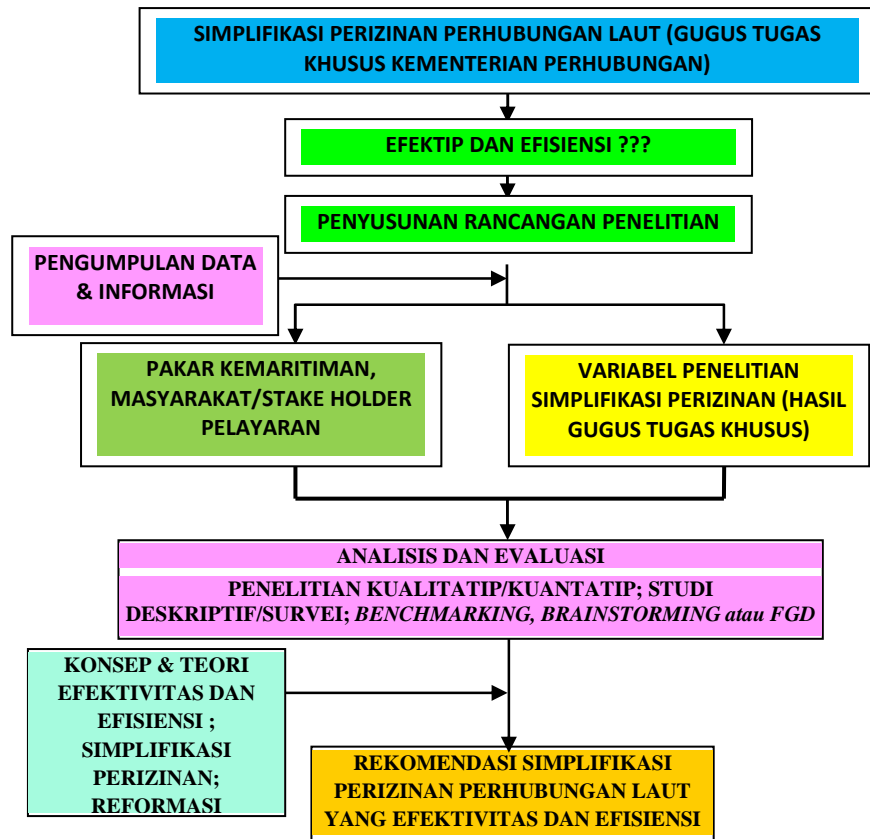 SIMPLIFIKASI PERIZINAN PERHUBUNGAN LAUT (GUGUS TUGAS
KHUSUS KEMENTERIAN PERHUBUNGAN)
EFEKTIP DAN EFISIENSI ???
PENYUSUNAN RANCANGAN PENELITIAN
PENGUMPULAN DATA
& INFORMASI
PAKAR KEMARITIMAN,
MASYARAKAT/STAKE HOLDER
PELAYARAN
VARIABEL PENELITIAN
SIMPLIFIKASI PERIZINAN (HASIL
GUGUS TUGAS KHUSUS)
ANALISIS DAN EVALUASI
PENELITIAN KUALITATIP/KUANTATIP; STUDI
DESKRIPTIF/SURVEI; BENCHMARKING, BRAINSTORMING atau FGD
KONSEP & TEORI
EFEKTIVITAS DAN
EFISIENSI ;
SIMPLIFIKASI
PERIZINAN;
REFORMASI
REKOMENDASI SIMPLIFIKASI
PERIZINAN PERHUBUNGAN LAUT
YANG EFEKTIVITAS DAN EFISIENSI